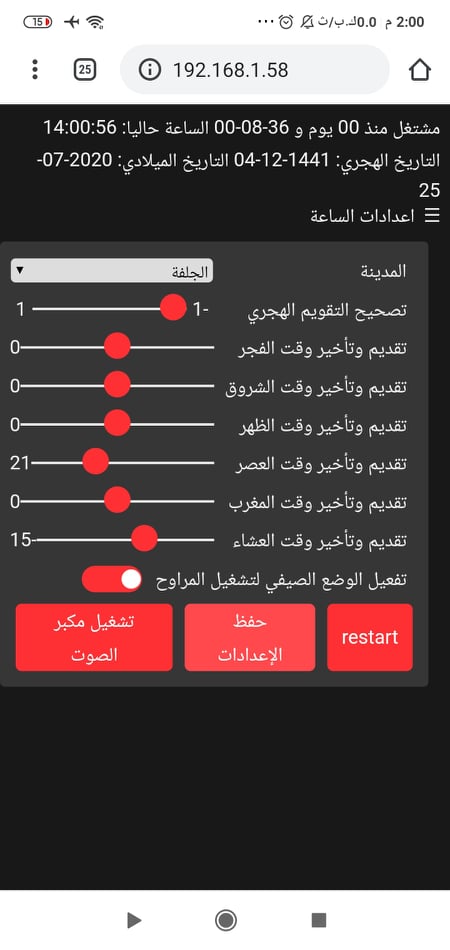 2:00 م 0.0ك.ب/ث ... 15
192.168.1.58 25
مشتغل منذ 00 يوم و 36-08-00 الساعة حاليا: 14:00:56
التاريخ الهجري: 1441-12-04 التاريخ الميلادي: 2020-07-
25
☰ اعدادات الساعة
المدينة الجلفة
تصحيح التقويم الهجري -1 1
تقديم وتأخير وقت الفجر 0
تقديم وتأخير وقت الشروق 0
تقديم وتأخير وقت الظهر 0
تقديم وتأخير وقت العصر 21
تقديم وتأخير وقت المغرب 0
تقديم وتأخير وقت العشاء -15
تفعيل الوضع الصيفي لتشغيل المراوح
restart
حفظ
الإعدادات
تشغيل مكبر
الصوت